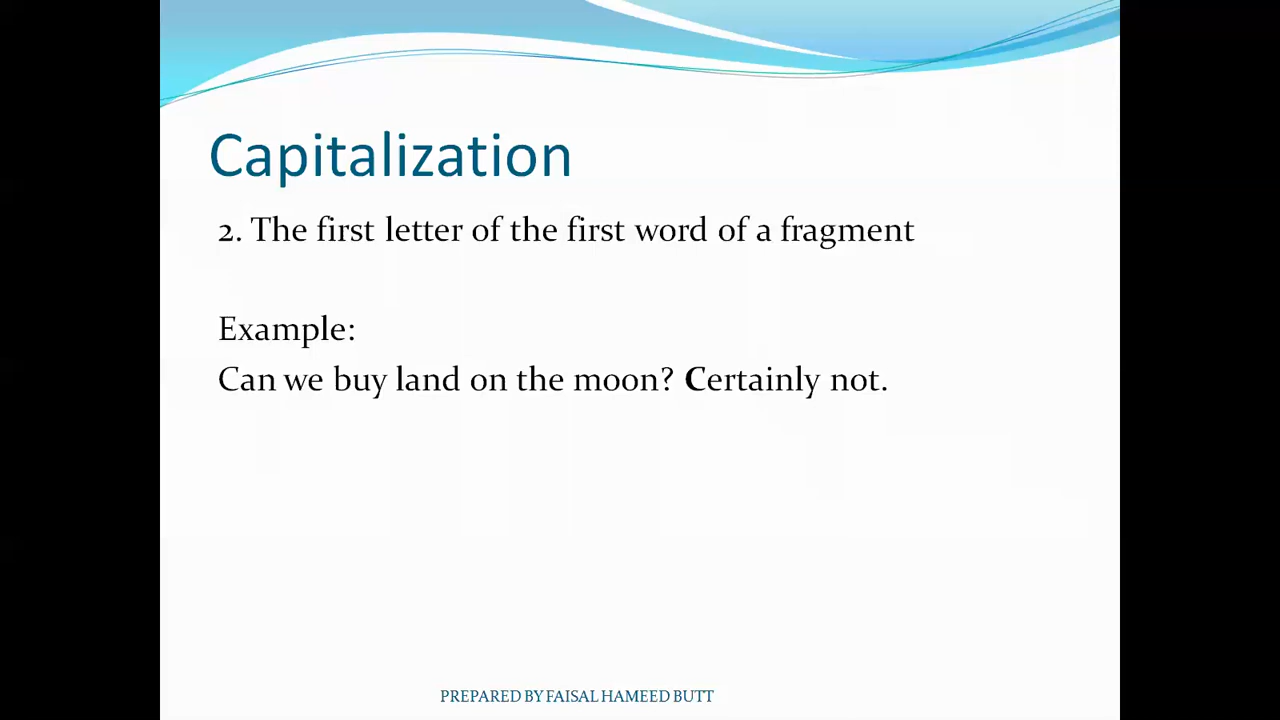 Capitalization
2. The first letter of the first word of a fragment
Example:
Can we buy land on the moon? Certainly not.
PREPARED BY FAISAL HAMEED BUTT